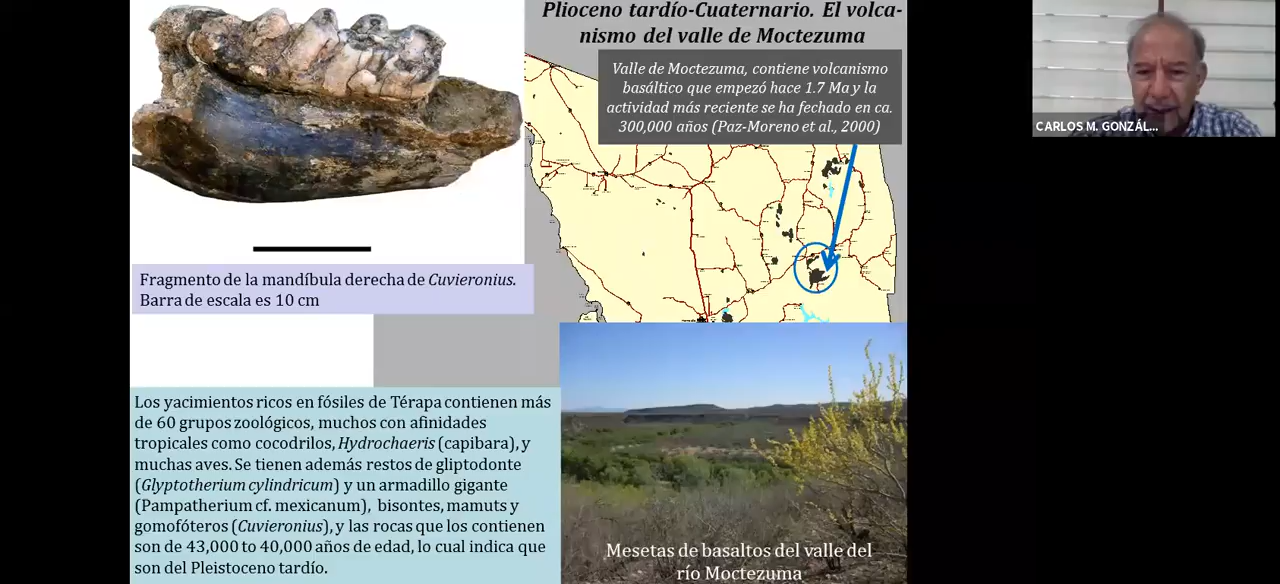 Plioceno tardío-Cuaternario. El volca-
nismo del valle de Moctezuma
Valle de Moctezuma, contiene volcanismo
basáltico que empezó hace 1.7 Ma y la
actividad más reciente se ha fechado en ca.
300,000 años (Paz-Moreno et al., 2000)
CARLOS M. GONZÁL...
Fragmento de la mandíbula derecha de Cuvieronius.
Barra de escala es 10 cm
Los yacimientos ricos en fósiles de Térapa contienen más
de 60 grupos zoológicos, muchos con afinidades
tropicales como cocodrilos, Hydrochaeris (capibara), y
muchas aves. Se tienen además restos de gliptodonte
(Glyptotherium cylindricum) y un armadillo gigante
(Pampatherium cf. mexicanum), bisontes, mamuts y
gomofóteros (Cuvieronius), y las rocas que los contienen
son de 43,000 to 40,000 años de edad, lo cual indica que
son del Pleistoceno tardío.
Mesetas de basaltos del valle del
río Moctezuma